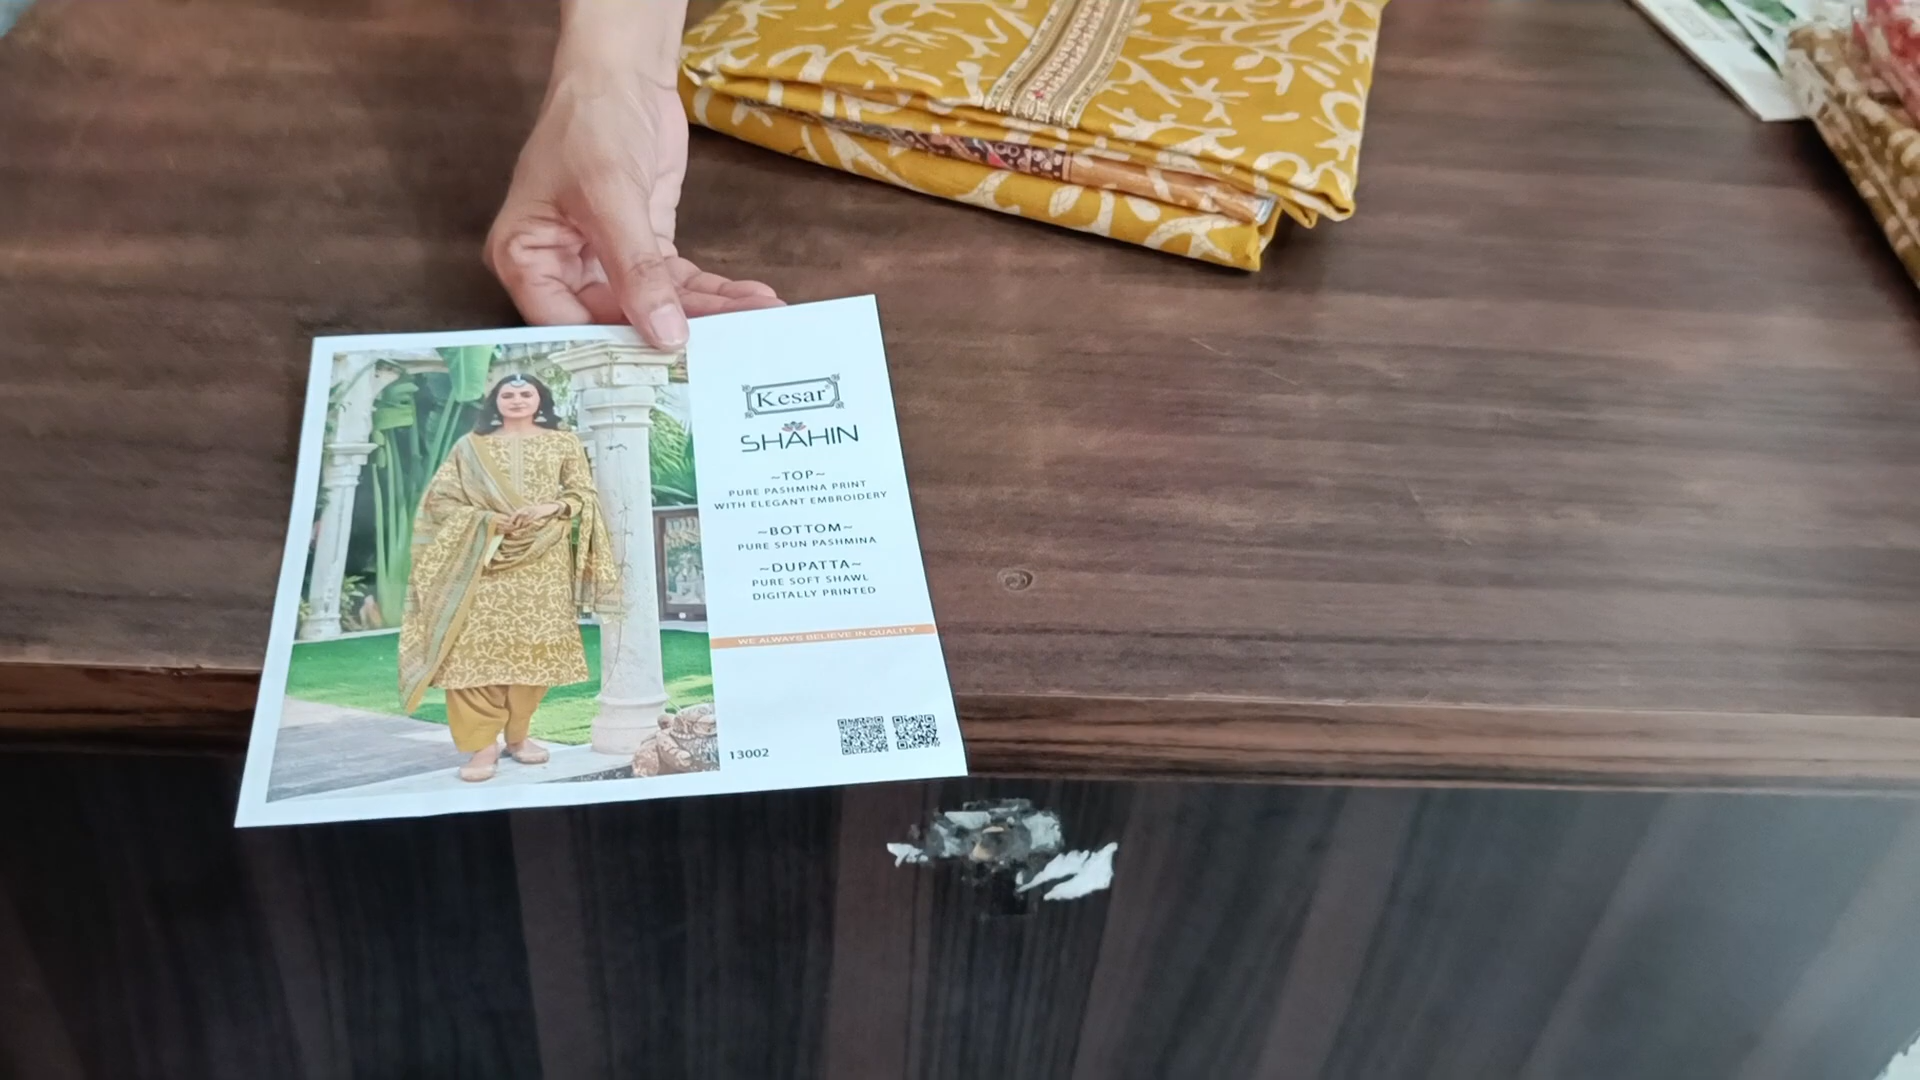 Kesar
SHAHIN
~TOP~
PURE PASHMINA PRINT
WITH ELEGANT EMBROIDERY
~BOTTOM~
PURE SPUN PASHMINA
~DUPATTA~
PURE SOFT SHAWL
DIGITALLY PRINTED
WE ALWAYS BELIEVE IN QUALITY
13002